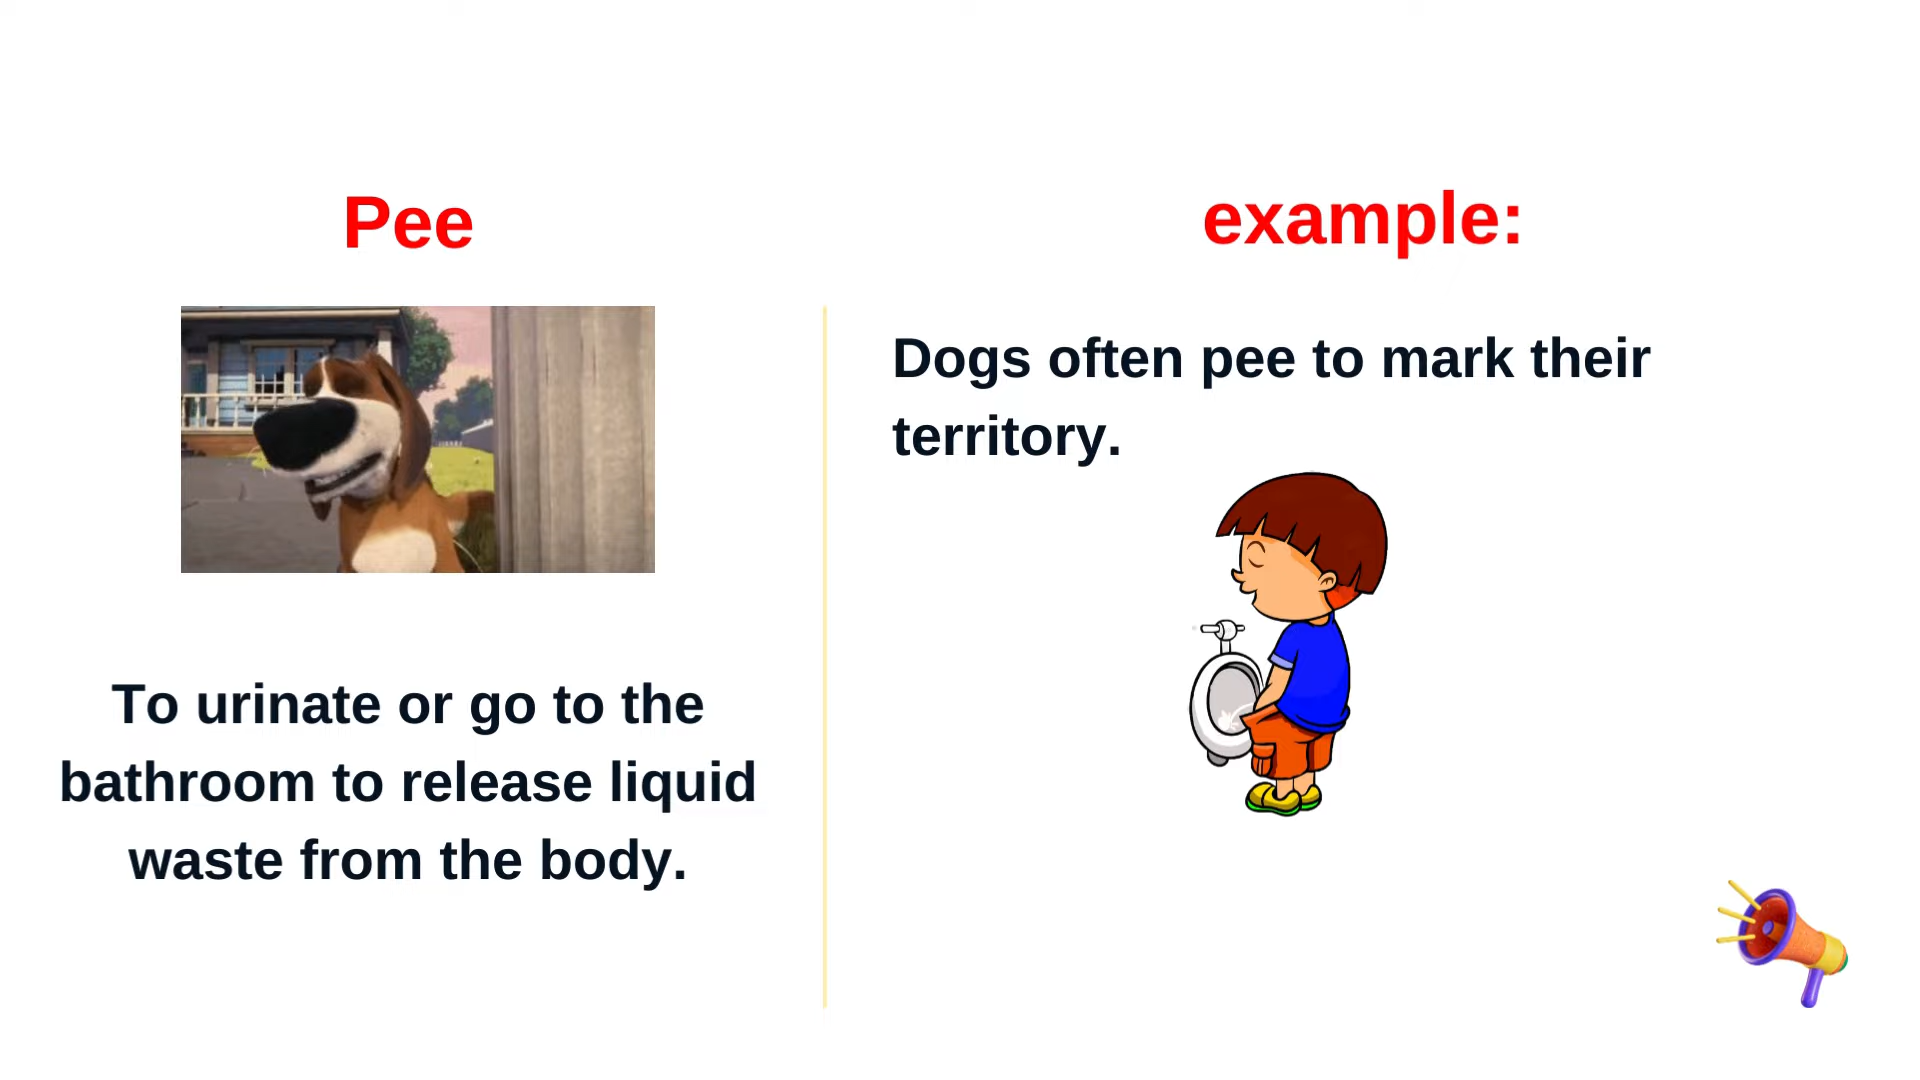 Pee
To urinate or go to the
bathroom to release liquid
waste from the body.
example:
Dogs often pee to mark their
territory.